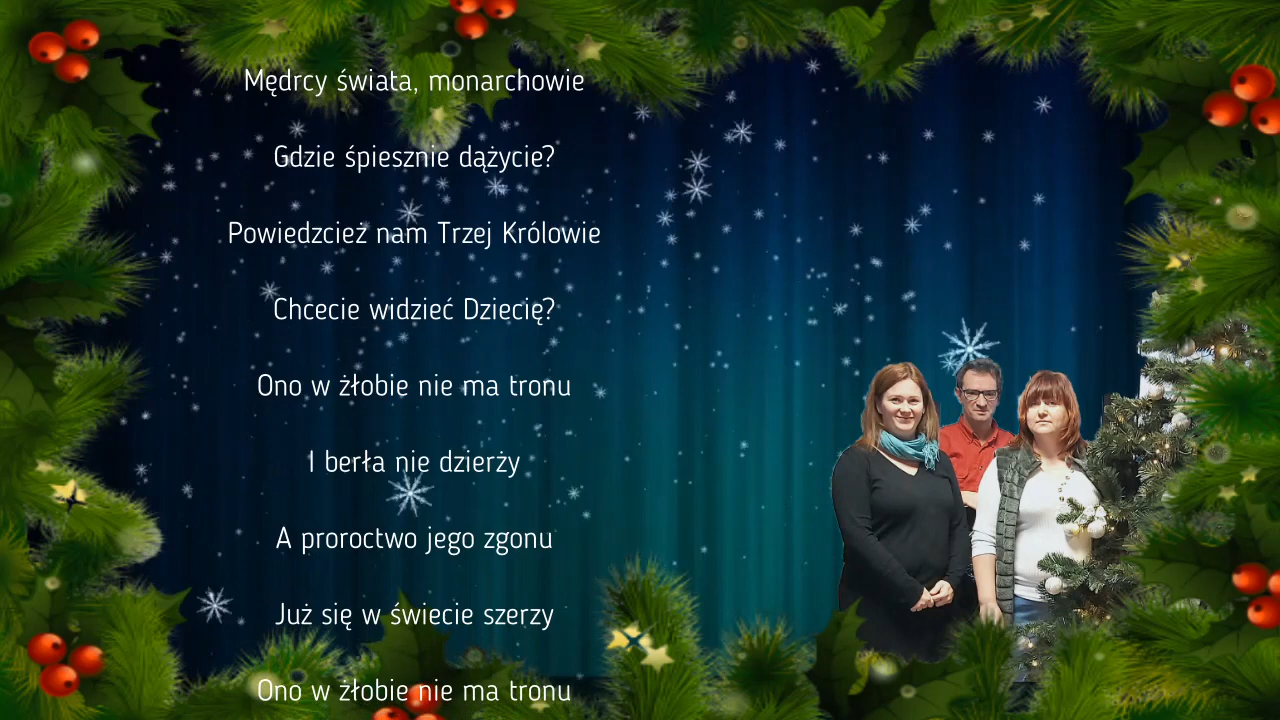 Mędrcy świata, monarchowie
Gdzie śpiesznie dążycie?
Powiedzcież nam Trzej Królowie
Chcecie widzieć Dziecię?
Ono w żłobie nie ma tronu
I berła nie dzierży
A proroctwo jego zgonu
Już się w świecie szerzy
Ono w żłobie nie ma tronu